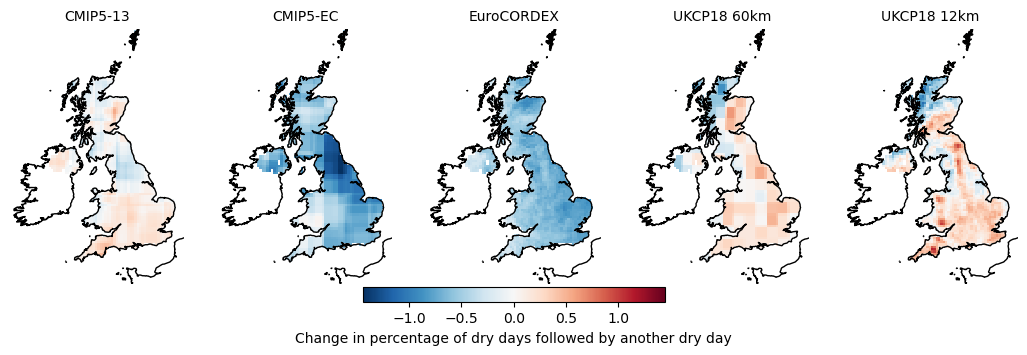 CMIP5-13 CMIP5-EC EuroCORDEX UKCP18 60km UKCP18 12km
−1.0 −0.5 0.0 0.5 1.0
Change in percentage of dry days followed by another dry day